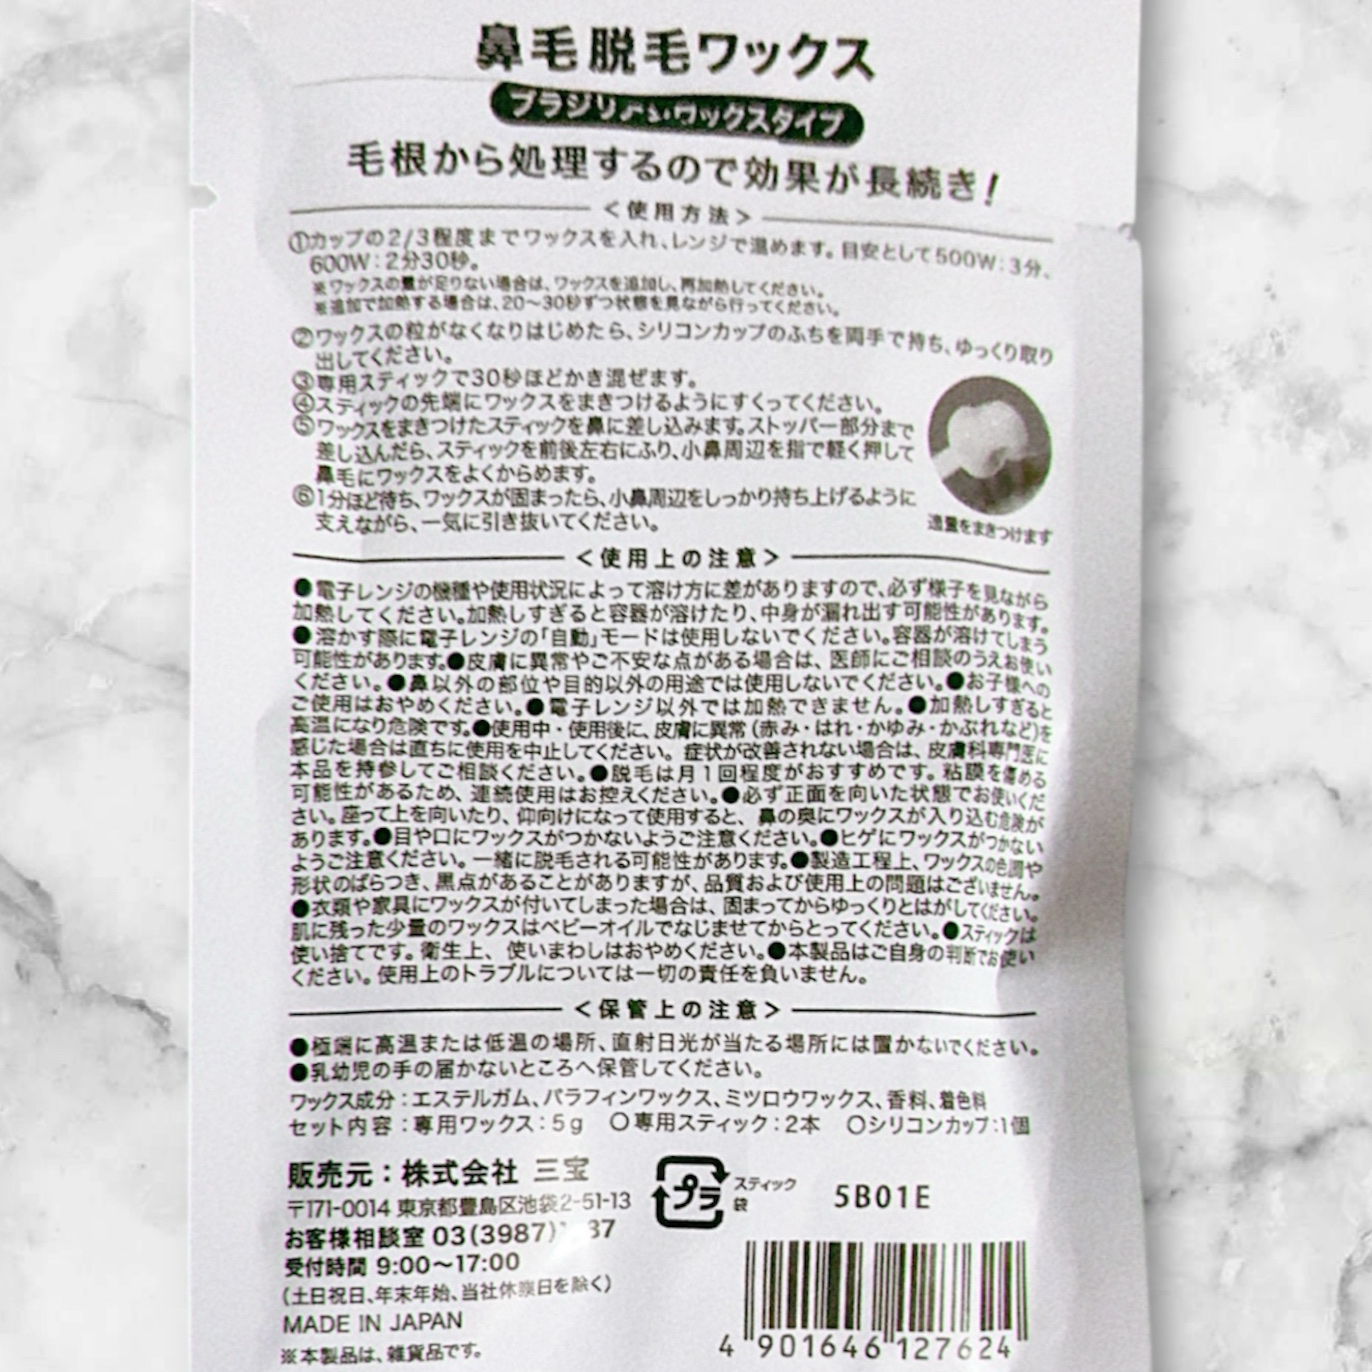 鼻毛脱毛ワックス
ブラジリアンワックスタイプ
毛根から処理するので効果が長続き!
＜使用方法＞
①カップの2/3程度までワックスを入れ、レンジで温めます。目安として500W:3分、
600W:2分30秒。
※ワックスの量が足りない場合は、ワックスを追加し、再加熱してください。
※追加で加熱する場合は、20〜30秒ずつ状態を見ながら行ってください。
②ワックスの粒がなくなりはじめたら、シリコンカップのふちを両手で持ち、ゆっくり取り
出してください。
③専用スティックで30秒ほどかき混ぜます。
④スティックの先端にワックスをまきつけるようにすくってください。
⑤ワックスをまきつけたスティックを鼻に差し込みます。ストッパー部分まで
差し込んだら、スティックを前後左右にふり、小鼻周辺を指で軽く押して
鼻毛にワックスをよくからめます。
⑥1分ほど待ち、ワックスが固まったら、小鼻周辺をしっかり持ち上げるように
支えながら、一気に引き抜いてください。
適量をまきつけます
＜使用上の注意＞
●電子レンジの機種や使用状況によって溶け方に差がありますので、必ず様子を見ながら
加熱してください。加熱しすぎると容器が溶けたり、中身が漏れ出す可能性があります。
●溶かす際に電子レンジの「自動」モードは使用しないでください。容器が溶けてしまう
可能性があります。●皮膚に異常やご不安な点がある場合は、医師にご相談のうえお使い
ください。●鼻以外の部位や目的以外の用途では使用しないでください。●お子様への
ご使用はおやめください。●電子レンジ以外では加熱できません。●加熱しすぎると
高温になり危険です。●使用中・使用後に、皮膚に異常(赤み・はれ・かゆみ・かぶれなど)を
感じた場合は直ちに使用を中止してください。症状が改善されない場合は、皮膚科専門医に
本品を持参してご相談ください。●脱毛は月1回程度がおすすめです。粘膜を傷める
可能性があるため、連続使用はお控えください。●必ず正面を向いた状態でお使いくだ
さい。座って上を向いたり、仰向けになって使用すると、鼻の奥にワックスが入り込む危険が
あります。●目や口にワックスがつかないようご注意ください。●ヒゲにワックスがつかない
ようご注意ください。一緒に脱毛される可能性があります。●製造工程上、ワックスの色調や
形状のばらつき、黒点があることがありますが、品質および使用上の問題はございません。
●衣類や家具にワックスが付いてしまった場合は、固まってからゆっくりとはがしてください。
肌に残った少量のワックスはベビーオイルでなじませてからとってください。●スティックは
使い捨てです。衛生上、使いまわしはおやめください。●本製品はご自身の判断でお使い
ください。使用上のトラブルについては一切の責任を負いません。
＜保管上の注意＞
●極端に高温または低温の場所、直射日光が当たる場所には置かないでください。
●乳幼児の手の届かないところへ保管してください。
ワックス成分:エステルガム、パラフィンワックス、ミツロウワックス、香料、着色料
セット内容:専用ワックス:5g ○専用スティック:2本 ○シリコンカップ:1個
販売元:株式会社 三宝
〒171-0014 東京都豊島区池袋2-51-13
お客様相談室 03(3987) 37
受付時間 9:00〜17:00
(土日祝日、年末年始、当社休業日を除く)
MADE IN JAPAN
※本製品は、雑貨品です。
プラ
スティック
袋
5B01E
4 901646 127624